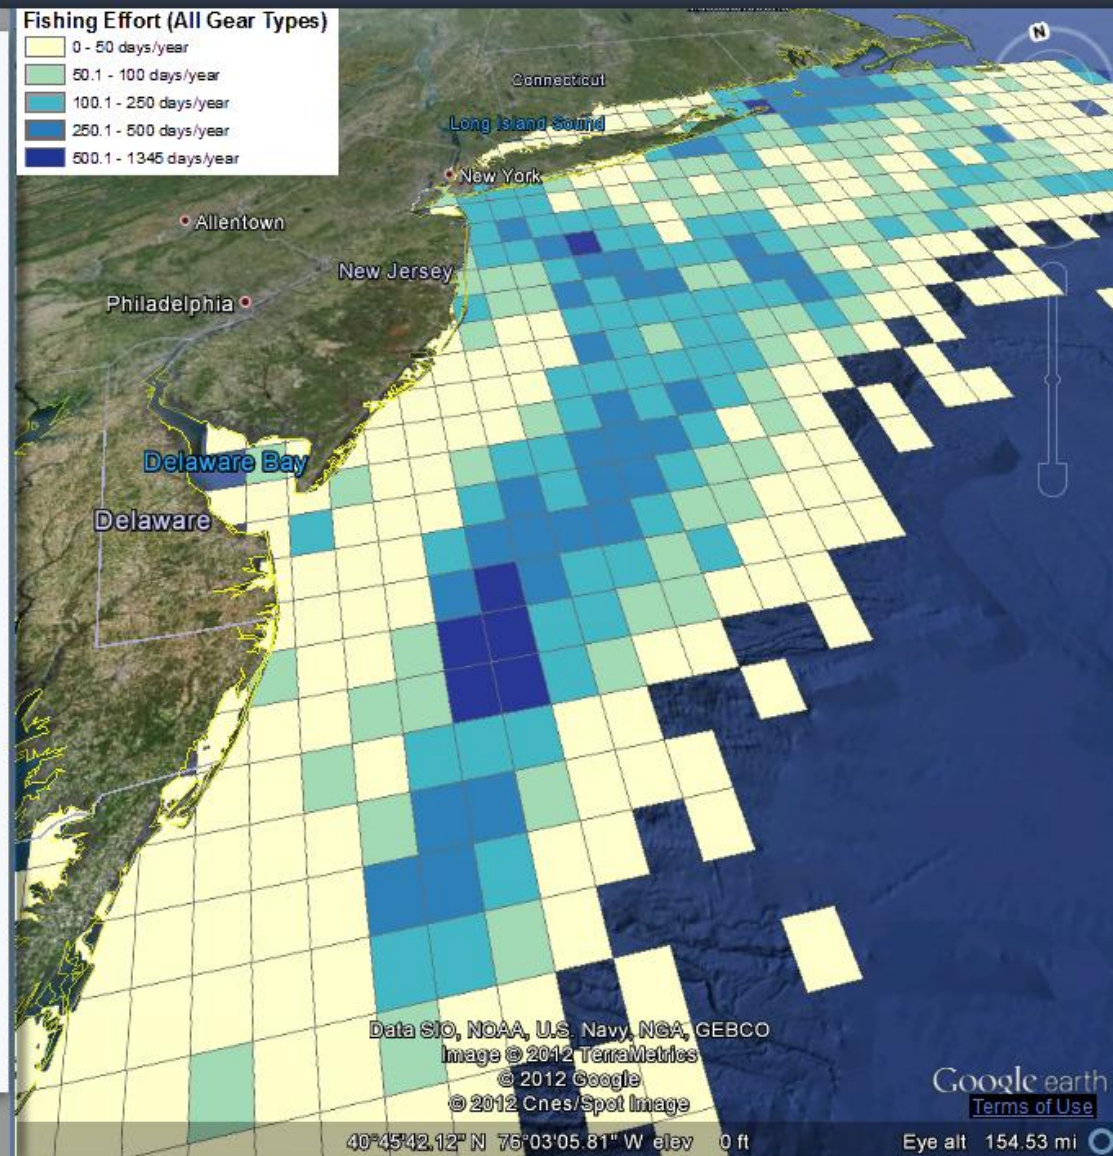 Fishing Effort (All Gear Types)
0 - 50 days/year
50.1 - 100 days/year
100.1 - 250 days/year
250.1 - 500 days/year
500.1 - 1345 days/year
N
Connecticut
Long Island Sound
New York
Allentown
New Jersey
Philadelphia
Delaware Bay
Delaware
Data SIO, NOAA, U.S. Navy, NGA, GEBCO
Image © 2012 TerraMetrics
© 2012 Google
© 2012 Cnes/Spot Image
Google earth
Terms of Use
40°45'42.12" N 76°03'05.81" W elev 0 ft
Eye alt 154.53 mi